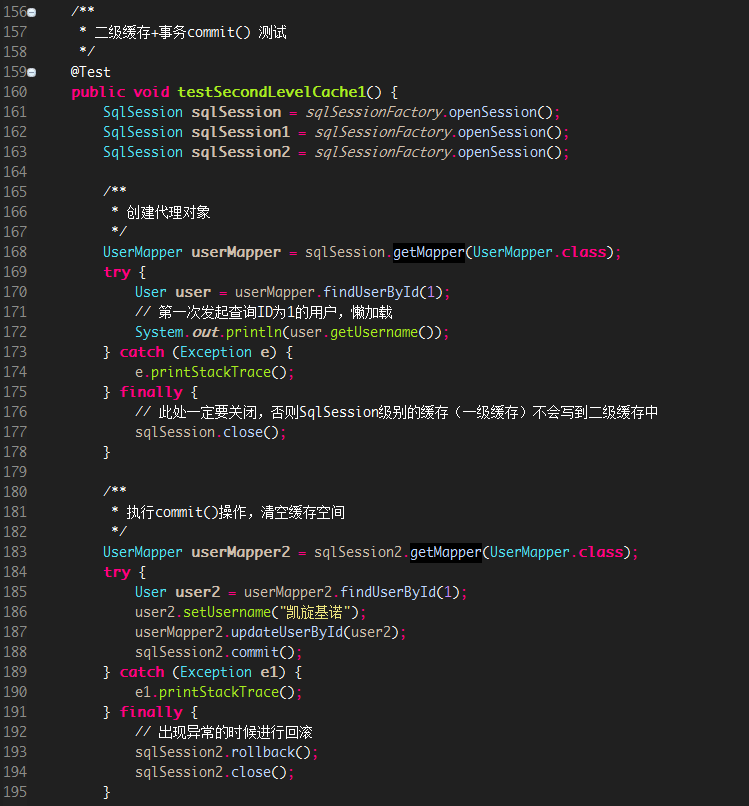 156 /**
157 * 二级缓存+事务commit() 测试
158 */
159 @Test
160 public void testSecondLevelCache1() {
161 SqlSession sqlSession = sqlSessionFactory.openSession();
162 SqlSession sqlSession1 = sqlSessionFactory.openSession();
163 SqlSession sqlSession2 = sqlSessionFactory.openSession();
164
165 /**
166 * 创建代理对象
167 */
168 UserMapper userMapper = sqlSession.getMapper(UserMapper.class);
169 try {
170 User user = userMapper.findUserById(1);
171 // 第一次发起查询ID为1的用户，懒加载
172 System.out.println(user.getUsername());
173 } catch (Exception e) {
174 e.printStackTrace();
175 } finally {
176 // 此处一定要关闭，否则SqlSession级别的缓存（一级缓存）不会写到二级缓存中
177 sqlSession.close();
178 }
179
180 /**
181 * 执行commit()操作，清空缓存空间
182 */
183 UserMapper userMapper2 = sqlSession2.getMapper(UserMapper.class);
184 try {
185 User user2 = userMapper2.findUserById(1);
186 user2.setUsername("凯旋基诺");
187 userMapper2.updateUserById(user2);
188 sqlSession2.commit();
189 } catch (Exception e1) {
190 e1.printStackTrace();
191 } finally {
192 // 出现异常的时候进行回滚
193 sqlSession2.rollback();
194 sqlSession2.close();
195 }